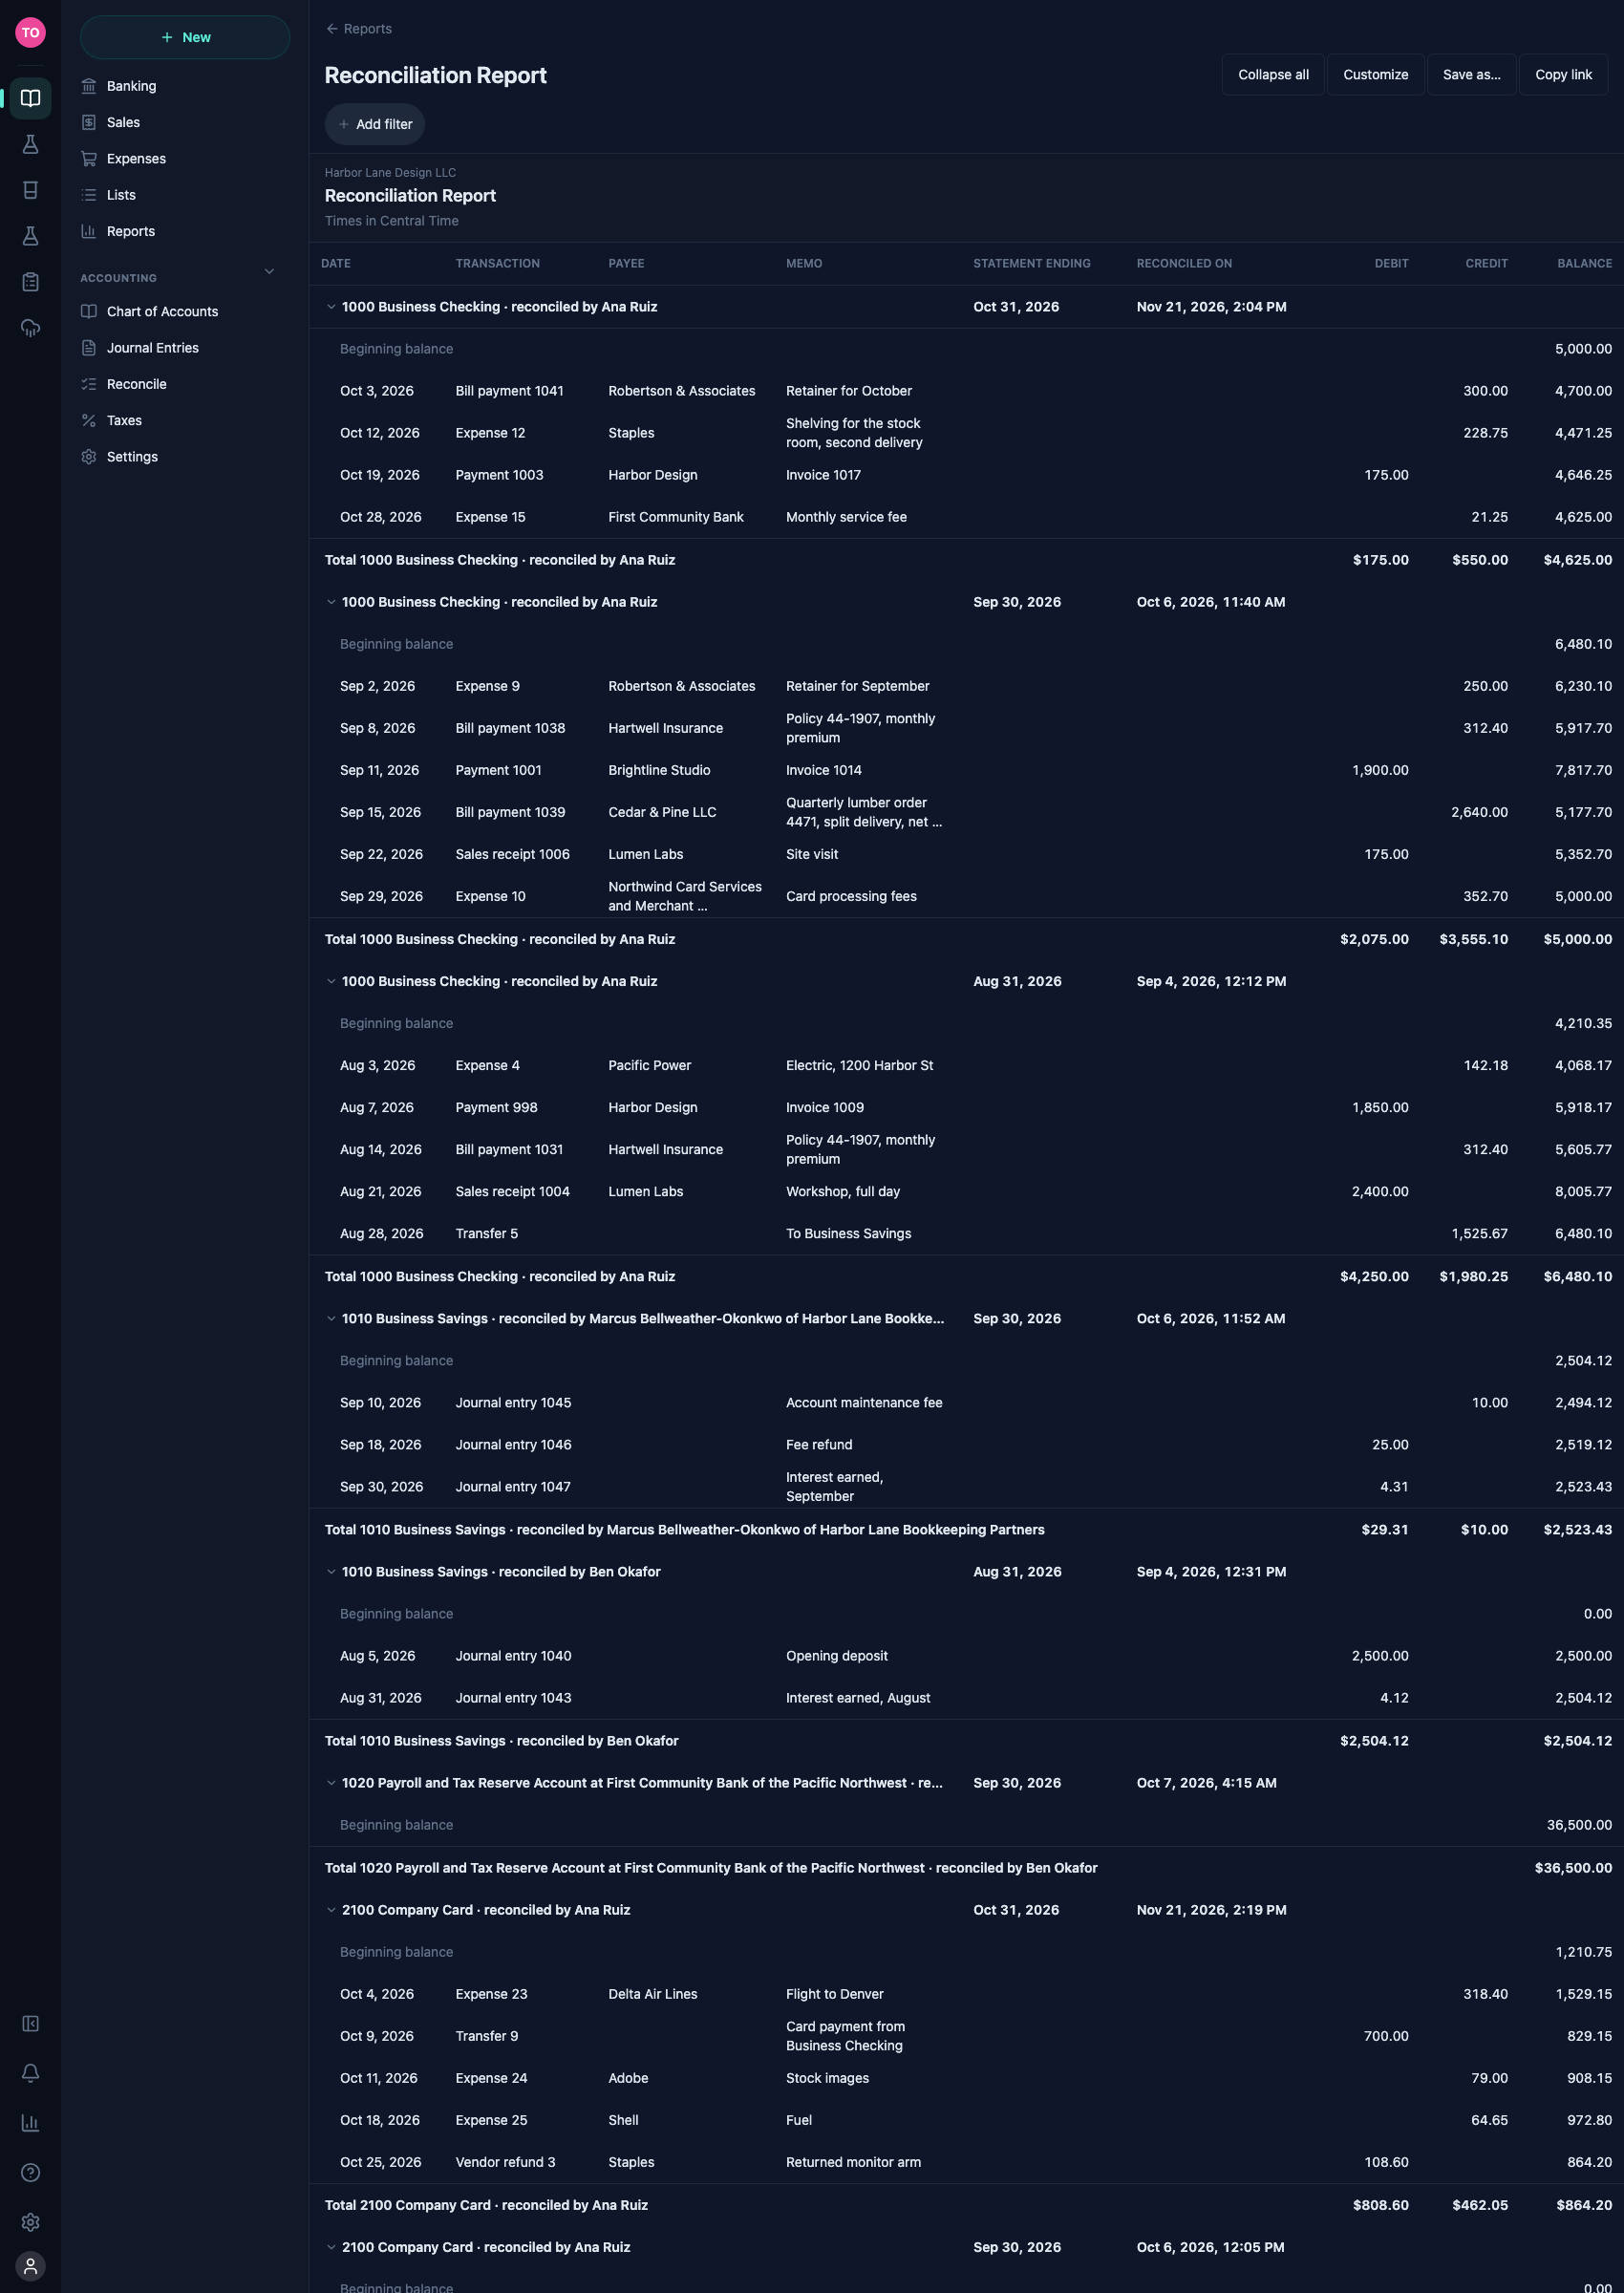 TO
New
Banking
Sales
Expenses
Lists
Reports
ACCOUNTING
Chart of Accounts
Journal Entries
Reconcile
Taxes
Settings
Reports
Reconciliation Report
Collapse all Customize Save as... Copy link
Add filter
Harbor Lane Design LLC
Reconciliation Report
Times in Central Time
DATE TRANSACTION PAYEE MEMO STATEMENT ENDING RECONCILED ON DEBIT CREDIT BALANCE
1000 Business Checking · reconciled by Ana Ruiz Oct 31, 2026 Nov 21, 2026, 2:04 PM
Beginning balance 5,000.00
Oct 3, 2026 Bill payment 1041 Robertson & Associates Retainer for October 300.00 4,700.00
Oct 12, 2026 Expense 12 Staples Shelving for the stock room, second delivery 228.75 4,471.25
Oct 19, 2026 Payment 1003 Harbor Design Invoice 1017 175.00 4,646.25
Oct 28, 2026 Expense 15 First Community Bank Monthly service fee 21.25 4,625.00
Total 1000 Business Checking · reconciled by Ana Ruiz $175.00 $550.00 $4,625.00
1000 Business Checking · reconciled by Ana Ruiz Sep 30, 2026 Oct 6, 2026, 11:40 AM
Beginning balance 6,480.10
Sep 2, 2026 Expense 9 Robertson & Associates Retainer for September 250.00 6,230.10
Sep 8, 2026 Bill payment 1038 Hartwell Insurance Policy 44-1907, monthly premium 312.40 5,917.70
Sep 11, 2026 Payment 1001 Brightline Studio Invoice 1014 1,900.00 7,817.70
Sep 15, 2026 Bill payment 1039 Cedar & Pine LLC Quarterly lumber order 4471, split delivery, net ... 2,640.00 5,177.70
Sep 22, 2026 Sales receipt 1006 Lumen Labs Site visit 175.00 5,352.70
Sep 29, 2026 Expense 10 Northwind Card Services and Merchant ... Card processing fees 352.70 5,000.00
Total 1000 Business Checking · reconciled by Ana Ruiz $2,075.00 $3,555.10 $5,000.00
1000 Business Checking · reconciled by Ana Ruiz Aug 31, 2026 Sep 4, 2026, 12:12 PM
Beginning balance 4,210.35
Aug 3, 2026 Expense 4 Pacific Power Electric, 1200 Harbor St 142.18 4,068.17
Aug 7, 2026 Payment 998 Harbor Design Invoice 1009 1,850.00 5,918.17
Aug 14, 2026 Bill payment 1031 Hartwell Insurance Policy 44-1907, monthly premium 312.40 5,605.77
Aug 21, 2026 Sales receipt 1004 Lumen Labs Workshop, full day 2,400.00 8,005.77
Aug 28, 2026 Transfer 5 To Business Savings 1,525.67 6,480.10
Total 1000 Business Checking · reconciled by Ana Ruiz $4,250.00 $1,980.25 $6,480.10
1010 Business Savings · reconciled by Marcus Bellweather-Okonkwo of Harbor Lane Bookke... Sep 30, 2026 Oct 6, 2026, 11:52 AM
Beginning balance 2,504.12
Sep 10, 2026 Journal entry 1045 Account maintenance fee 10.00 2,494.12
Sep 18, 2026 Journal entry 1046 Fee refund 25.00 2,519.12
Sep 30, 2026 Journal entry 1047 Interest earned, September 4.31 2,523.43
Total 1010 Business Savings · reconciled by Marcus Bellweather-Okonkwo of Harbor Lane Bookkeeping Partners $29.31 $10.00 $2,523.43
1010 Business Savings · reconciled by Ben Okafor Aug 31, 2026 Sep 4, 2026, 12:31 PM
Beginning balance 0.00
Aug 5, 2026 Journal entry 1040 Opening deposit 2,500.00 2,500.00
Aug 31, 2026 Journal entry 1043 Interest earned, August 4.12 2,504.12
Total 1010 Business Savings · reconciled by Ben Okafor $2,504.12 $2,504.12
1020 Payroll and Tax Reserve Account at First Community Bank of the Pacific Northwest · re... Sep 30, 2026 Oct 7, 2026, 4:15 AM
Beginning balance 36,500.00
Total 1020 Payroll and Tax Reserve Account at First Community Bank of the Pacific Northwest · reconciled by Ben Okafor $36,500.00
2100 Company Card · reconciled by Ana Ruiz Oct 31, 2026 Nov 21, 2026, 2:19 PM
Beginning balance 1,210.75
Oct 4, 2026 Expense 23 Delta Air Lines Flight to Denver 318.40 1,529.15
Oct 9, 2026 Transfer 9 Card payment from Business Checking 700.00 829.15
Oct 11, 2026 Expense 24 Adobe Stock images 79.00 908.15
Oct 18, 2026 Expense 25 Shell Fuel 64.65 972.80
Oct 25, 2026 Vendor refund 3 Staples Returned monitor arm 108.60 864.20
Total 2100 Company Card · reconciled by Ana Ruiz $808.60 $462.05 $864.20
2100 Company Card · reconciled by Ana Ruiz Sep 30, 2026 Oct 6, 2026, 12:05 PM
Beginning balance 0.00